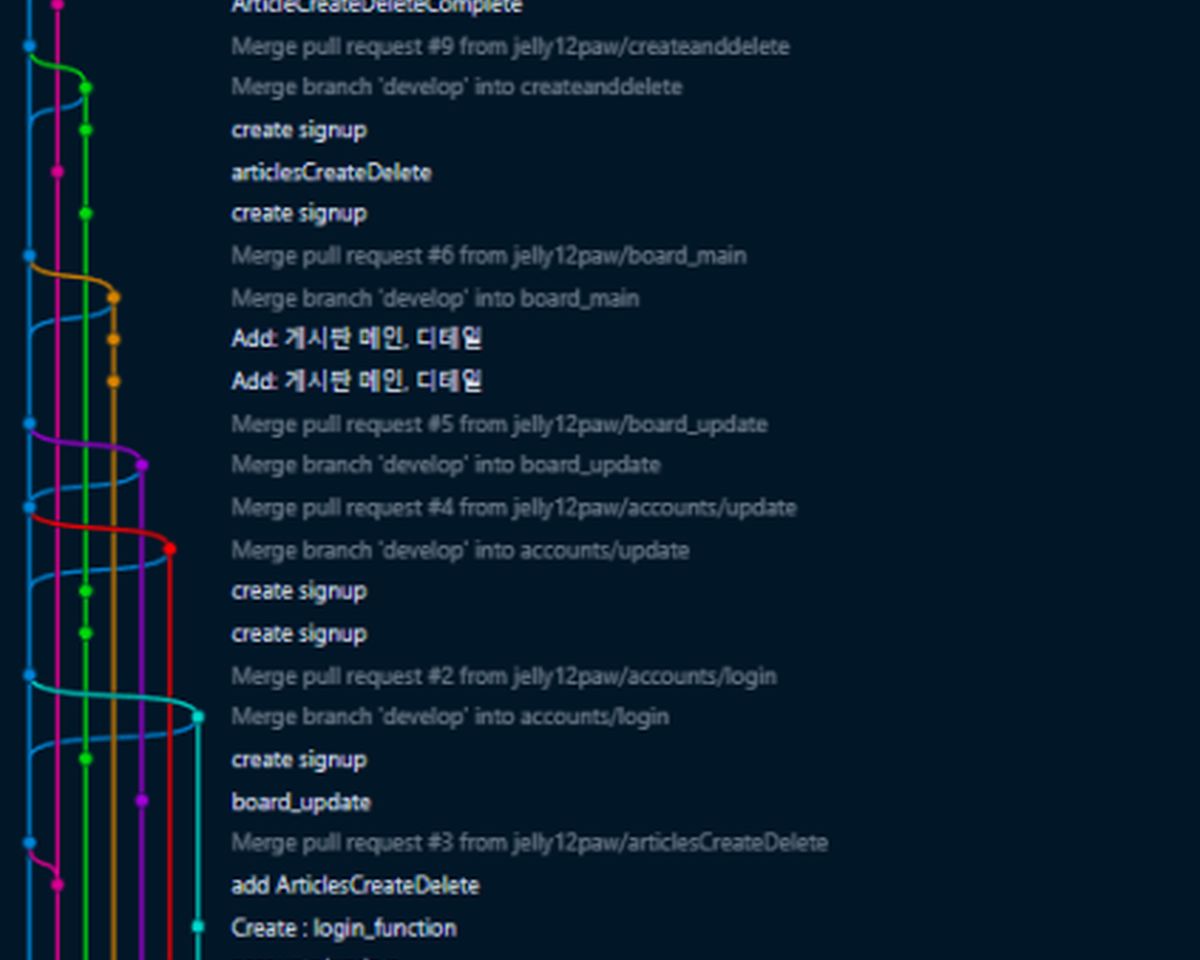 ArticleCreateDeleteComplete
Merge pull request #9 from jelly12paw/createanddelete
Merge branch 'develop' into createanddelete
create signup
articlesCreateDelete
create signup
Merge pull request #6 from jelly12paw/board_main
Merge branch 'develop' into board_main
Add: 게시판 메인, 디테일
Add: 게시판 메인, 디테일
Merge pull request #5 from jelly12paw/board_update
Merge branch 'develop' into board_update
Merge pull request #4 from jelly12paw/accounts/update
Merge branch 'develop' into accounts/update
create signup
create signup
Merge pull request #2 from jelly12paw/accounts/login
Merge branch 'develop' into accounts/login
create signup
board_update
Merge pull request #3 from jelly12paw/articlesCreateDelete
add ArticlesCreateDelete
Create : login_function